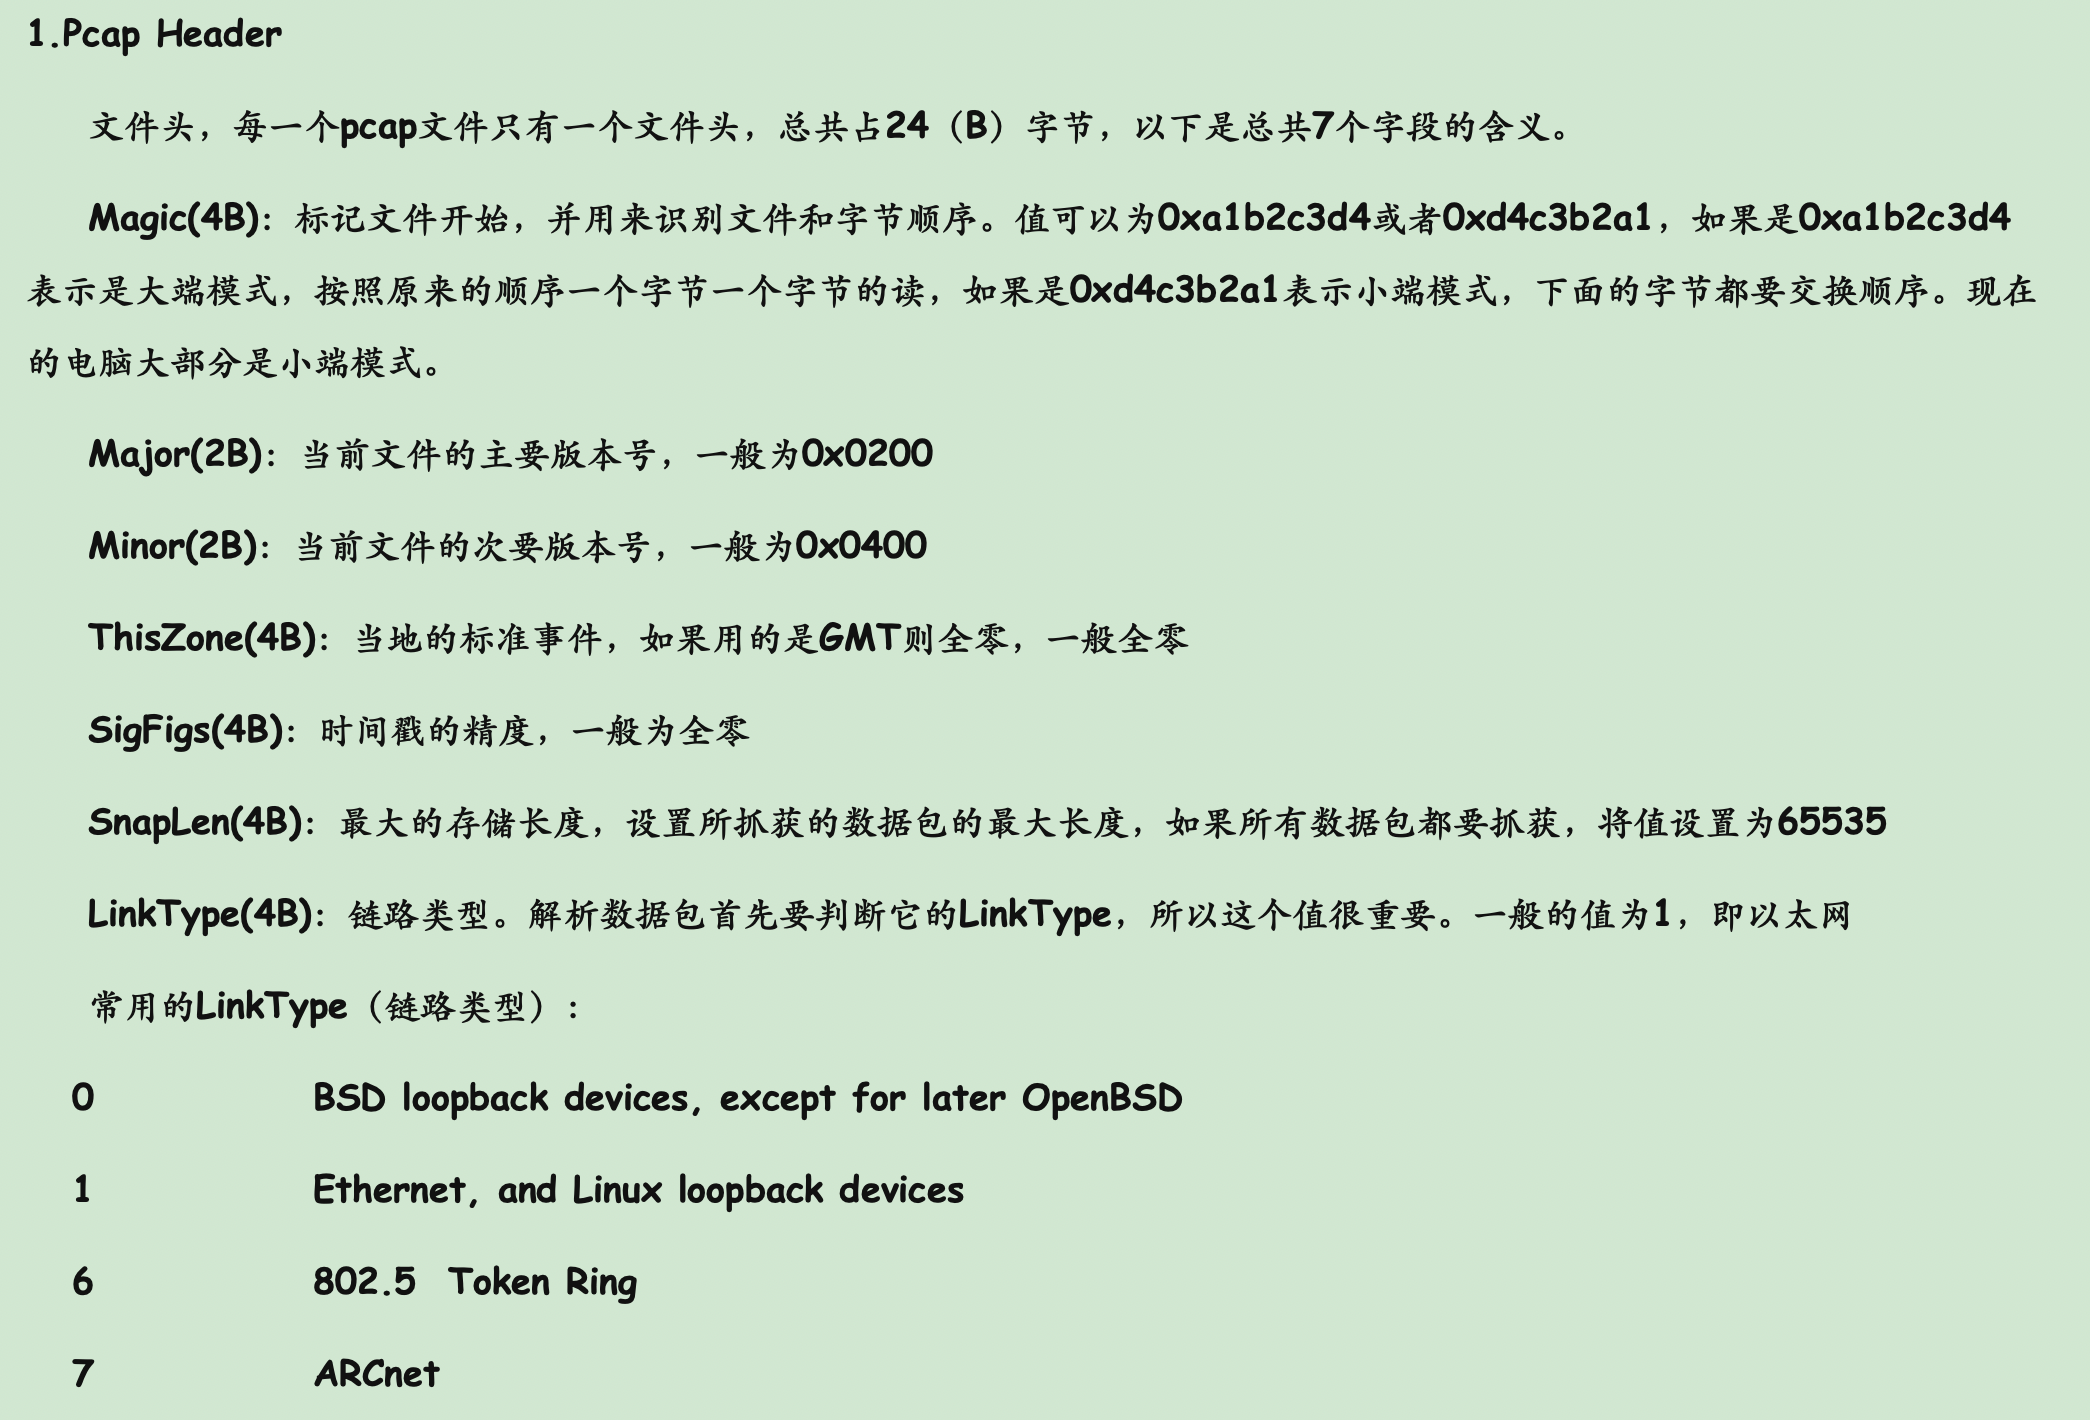 1.Pcap Header
文件头，每一个pcap文件只有一个文件头，总共占24（B）字节，以下是总共7个字段的含义。
Magic(4B)：标记文件开始，并用来识别文件和字节顺序。值可以为0xa1b2c3d4或者0xd4c3b2a1，如果是0xa1b2c3d4
表示是大端模式，按照原来的顺序一个字节一个字节的读，如果是0xd4c3b2a1表示小端模式，下面的字节都要交换顺序。现在
的电脑大部分是小端模式。
Major(2B)：当前文件的主要版本号，一般为0x0200
Minor(2B)：当前文件的次要版本号，一般为0x0400
ThisZone(4B)：当地的标准事件，如果用的是GMT则全零，一般全零
SigFigs(4B)：时间戳的精度，一般为全零
SnapLen(4B)：最大的存储长度，设置所抓获的数据包的最大长度，如果所有数据包都要抓获，将值设置为65535
LinkType(4B)：链路类型。解析数据包首先要判断它的LinkType，所以这个值很重要。一般的值为1，即以太网
常用的LinkType（链路类型）：
0 BSD loopback devices, except for later OpenBSD
1 Ethernet, and Linux loopback devices
6 802.5 Token Ring
7 ARCnet